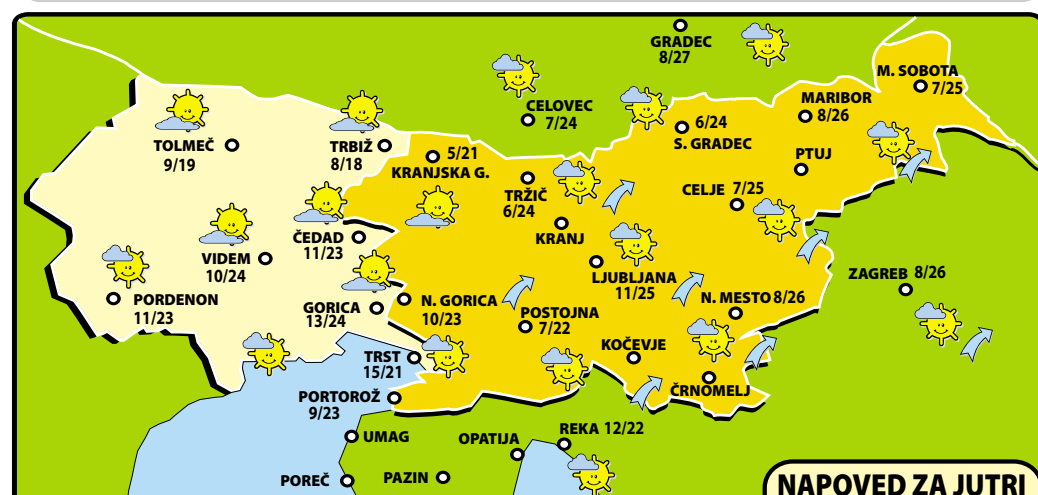 GRADEC
8/27
M. SOBOTA
7/25
CELOVEC
7/24
MARIBOR
8/26
6/24
S. GRADEC
TOLMEČ
9/19
TRBIŽ
8/18
5/21
KRANJSKA G.
PTUJ
TRŽIČ
6/24
CELJE 7/25
KRANJ
ČEDAD
11/23
VIDEM
10/24
LJUBLJANA
11/25
ZAGREB 8/26
PORDENON
11/23
GORICA
13/24
N. GORICA
10/23
N. MESTO 8/26
POSTOJNA
7/22
KOČEVJE
TRST
15/21
ČRNOMELJ
PORTOROŽ
9/23
UMAG
OPATIJA
REKA 12/22
POREČ
PAZIN
NAPOVED ZA JUTRI